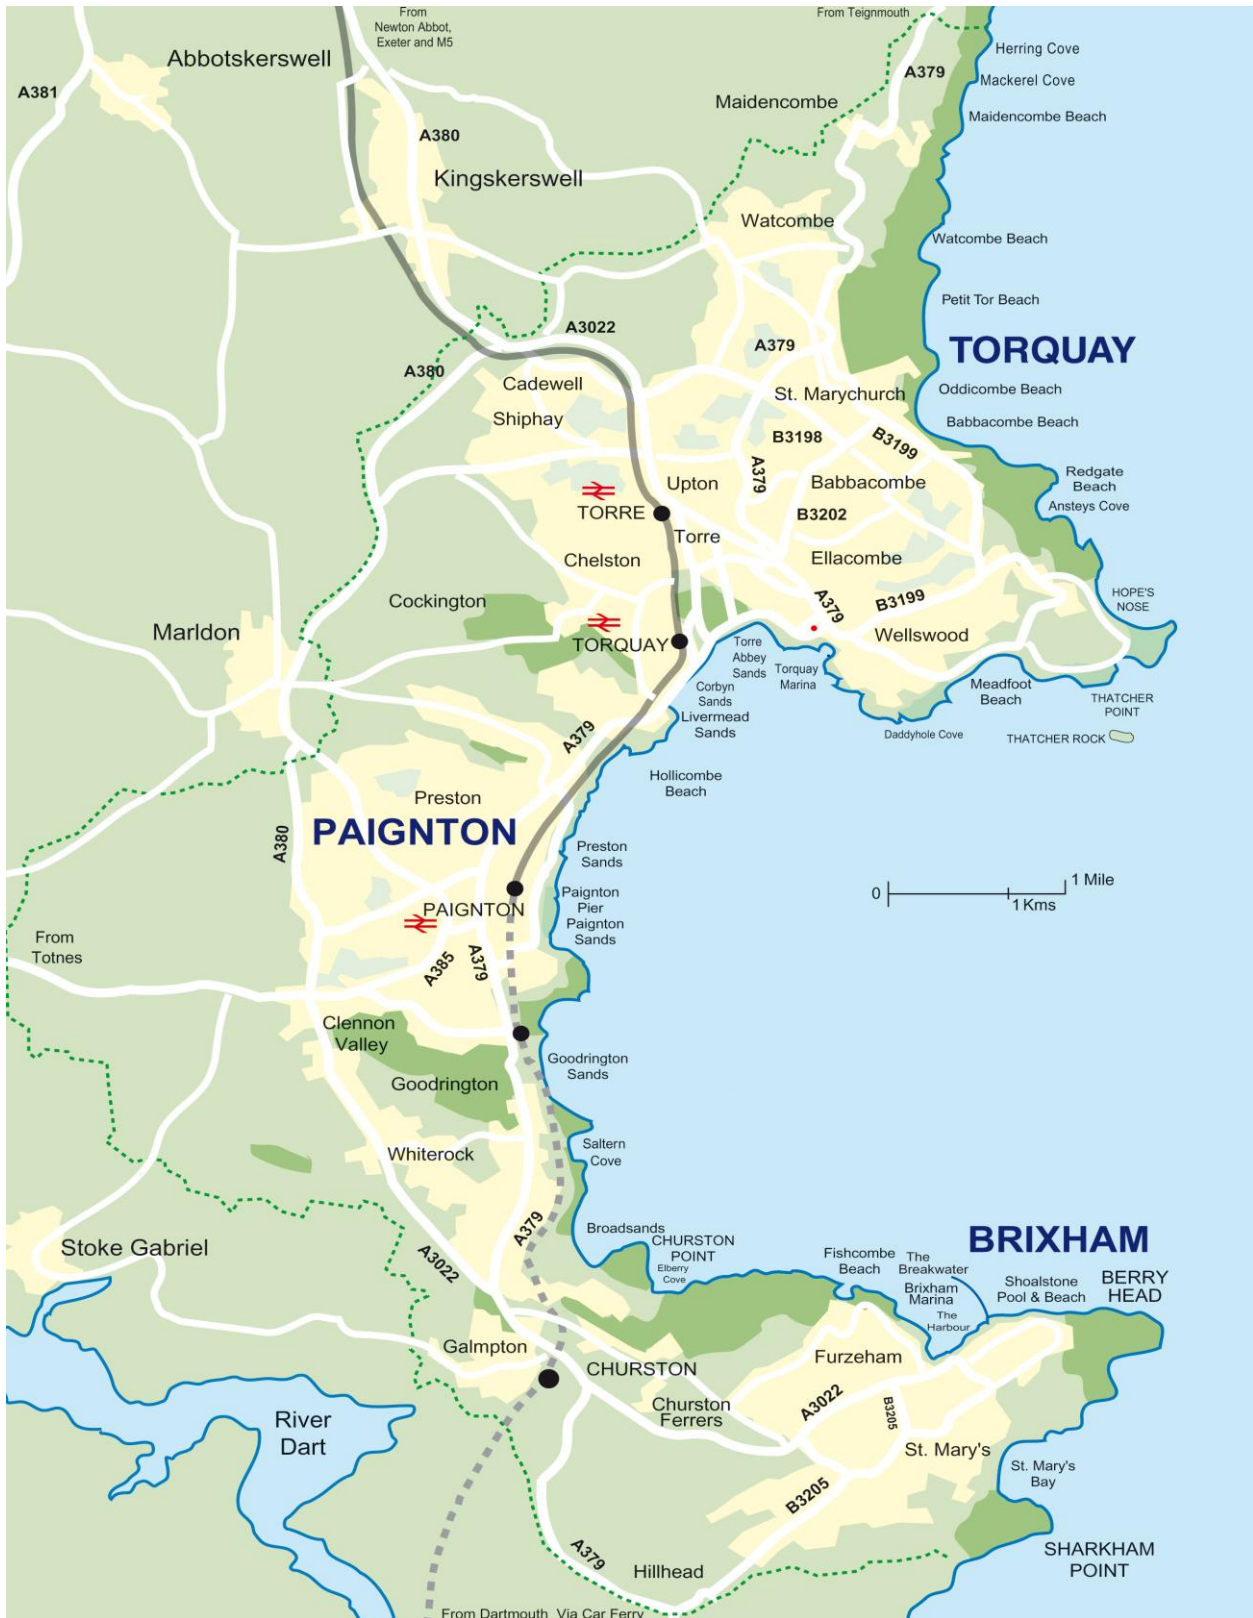 From
Newton Abbot,
Exeter and M5
From Teignmouth
Herring Cove
Abbotskerswell
A379
Mackerel Cove
A381
Maidencombe
Maidencombe Beach
A380
Kingskerswell
Watcombe
Watcombe Beach
Petit Tor Beach
A3022
A379
TORQUAY
A380
Cadewell
St. Marychurch
Oddicombe Beach
Shiphay
Babbacombe Beach
B3198
B3199
A379
Redgate
Beach
Upton
Babbacombe
Ansteys Cove
TORRE
B3202
Torre
Chelston
Ellacombe
Cockington
A379
B3199
HOPE'S
NOSE
Marldon
TORQUAY
Wellswood
Torre
Abbey
Sands
Torquay
Marina
Corbyn
Sands
Livermead
Sands
Meadfoot
Beach
THATCHER
POINT
A379
Daddyhole Cove
THATCHER ROCK
Hollicombe
Beach
Preston
PAIGNTON
A380
Preston
Sands
0
1 Mile
1 Kms
Paignton
Pier
Paignton
Sands
PAIGNTON
From
Totnes
A385
A379
Clennon
Valley
Goodrington
Sands
Goodrington
Whiterock
Saltern
Cove
A379
Broadsands
CHURSTON
POINT
Elberry
Cove
BRIXHAM
Stoke Gabriel
A3022
Fishcombe
Beach
The
Breakwater
Brixham
Marina
The
Harbour
Shoalstone
Pool & Beach
BERRY
HEAD
Galmpton
CHURSTON
Furzeham
Churston
Ferrers
A3022
B3205
River
Dart
St. Mary's
St. Mary's
Bay
B3205
A379
Hillhead
SHARKHAM
POINT
From Dartmouth Via Car Ferry